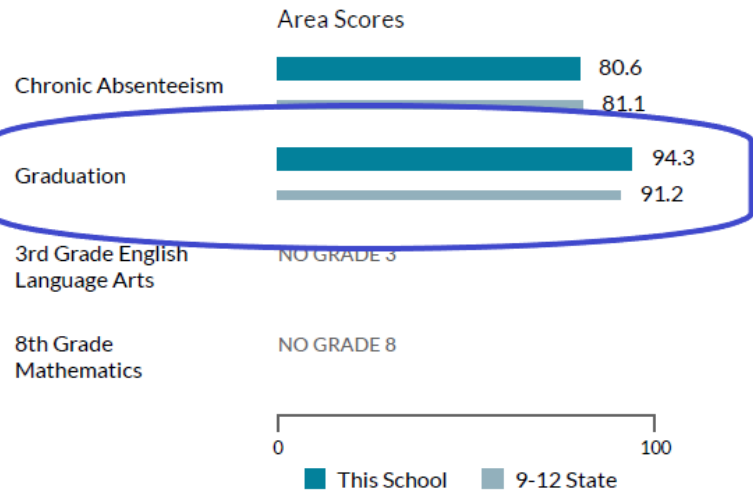 Area Scores
Chronic Absenteeism
80.6
81.1
Graduation
94.3
91.2
3rd Grade English
Language Arts
NO GRADE 3
8th Grade
Mathematics
NO GRADE 8
0
100
This School
9-12 State